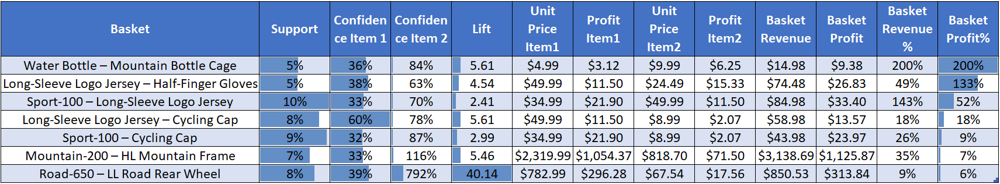 Basket Support Confiden ce Item 1 Confiden ce Item 2 Lift Unit Price Item1 Profit Item1 Unit Price Item2 Profit Item2 Basket Revenue Basket Profit Basket Revenue % Basket Profit%
Water Bottle – Mountain Bottle Cage 5% 36% 84% 5.61 $4.99 $3.12 $9.99 $6.25 $14.98 $9.38 200% 200%
Long-Sleeve Logo Jersey – Half-Finger Gloves 5% 38% 63% 4.54 $49.99 $11.50 $24.49 $15.33 $74.48 $26.83 49% 133%
Sport-100 – Long-Sleeve Logo Jersey 10% 33% 70% 2.41 $34.99 $21.90 $49.99 $11.50 $84.98 $33.40 143% 52%
Long-Sleeve Logo Jersey – Cycling Cap 8% 60% 78% 5.61 $49.99 $11.50 $8.99 $2.07 $58.98 $13.57 18% 18%
Sport-100 – Cycling Cap 9% 32% 87% 2.99 $34.99 $21.90 $8.99 $2.07 $43.98 $23.97 26% 9%
Mountain-200 – HL Mountain Frame 7% 33% 116% 5.46 $2,319.99 $1,054.37 $818.70 $71.50 $3,138.69 $1,125.87 35% 7%
Road-650 – LL Road Rear Wheel 8% 39% 792% 40.14 $782.99 $296.28 $67.54 $17.56 $850.53 $313.84 9% 6%